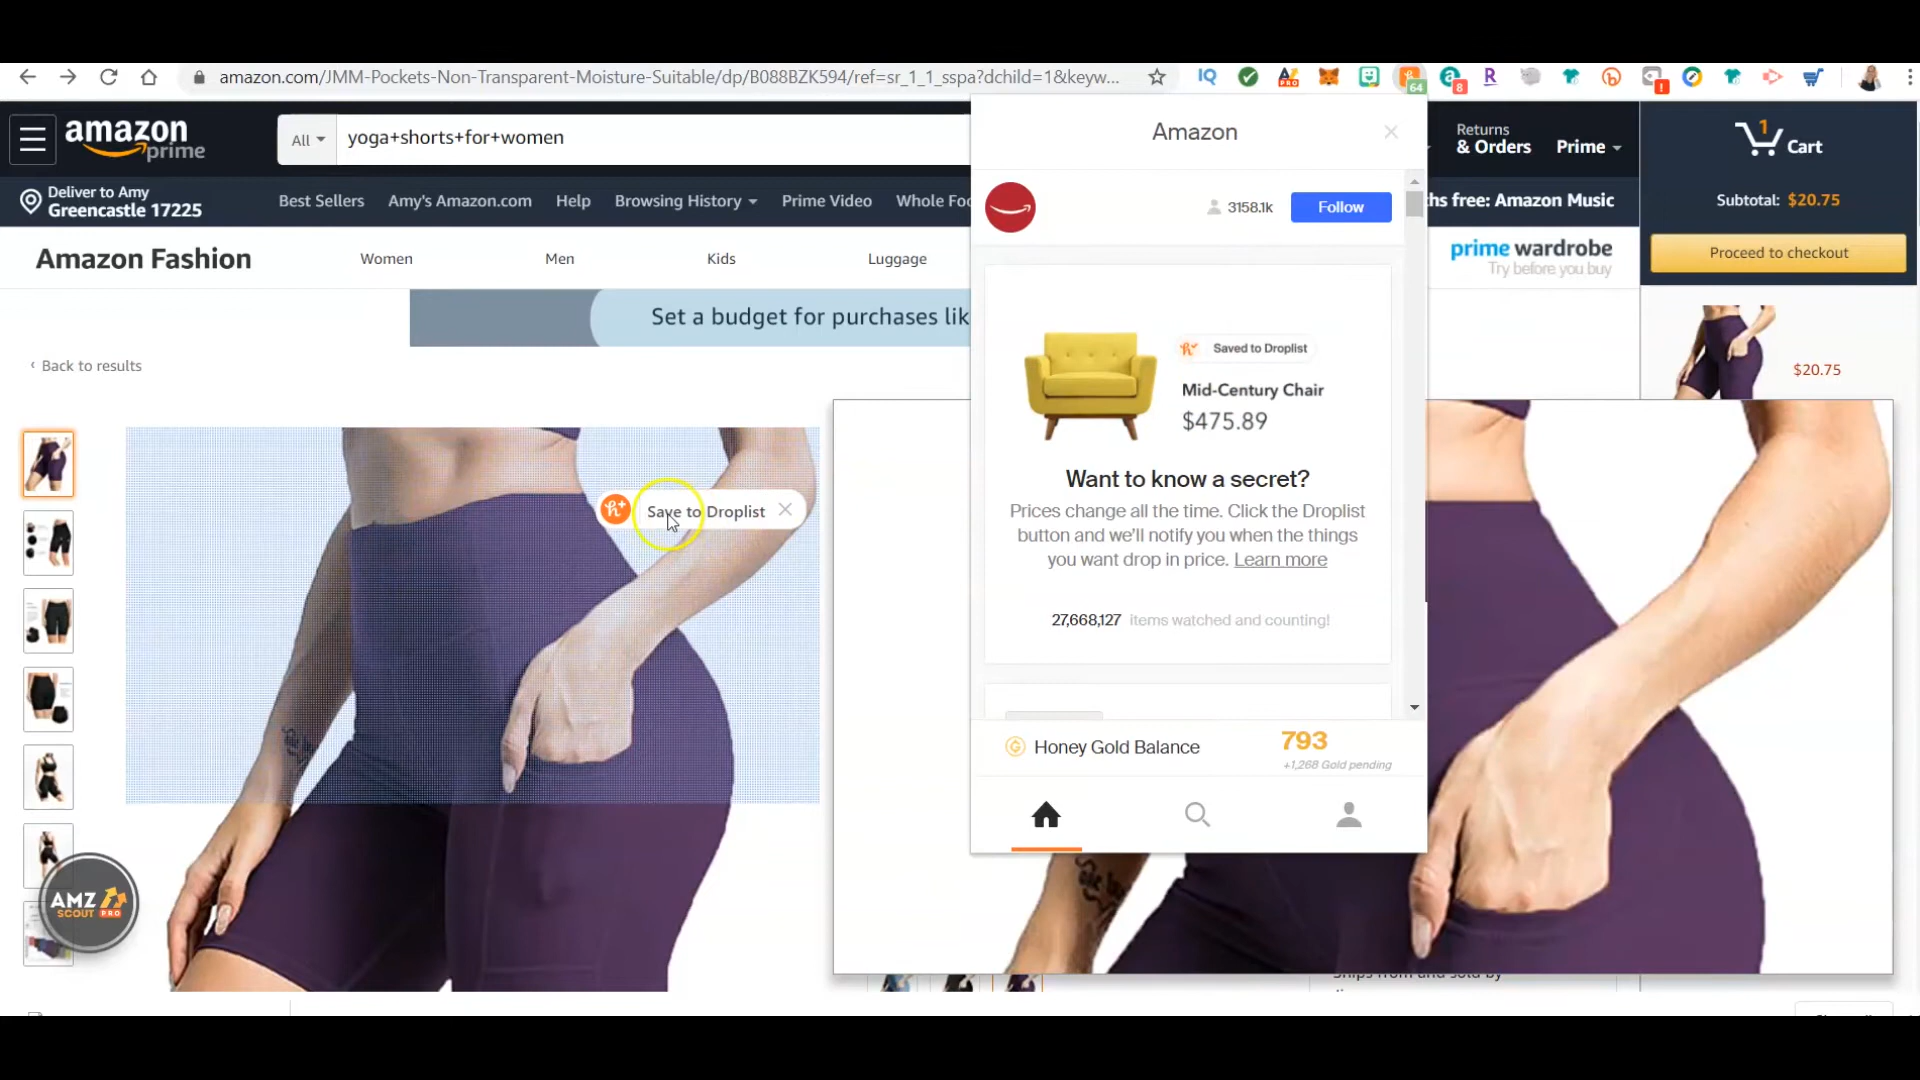 amazon.com/JMM-Pockets-Non-Transparent-Moisture-Suitable/dp/B088BZK594/ref=sr_1_1_sspa?dchild=1&keyw...
64
8
amazon prime
All
yoga+shorts+for+women
Returns
& Orders
Prime
1
Cart
Deliver to Amy
Greencastle 17225
Best Sellers
Amy's Amazon.com
Help
Browsing History
Prime Video
Whole Foo
hs free: Amazon Music
Subtotal: $20.75
Proceed to checkout
Amazon Fashion
Women
Men
Kids
Luggage
prime wardrobe
Try before you buy
Set a budget for purchases lik
Back to results
$20.75
Save to Droplist
AMZ
SCOUT PRO
Amazon
3158.1k
Follow
Saved to Droplist
Mid-Century Chair
$475.89
Want to know a secret?
Prices change all the time. Click the Droplist
button and we'll notify you when the things
you want drop in price. Learn more
27,668,127 items watched and counting!
Honey Gold Balance
793
+1,268 Gold pending